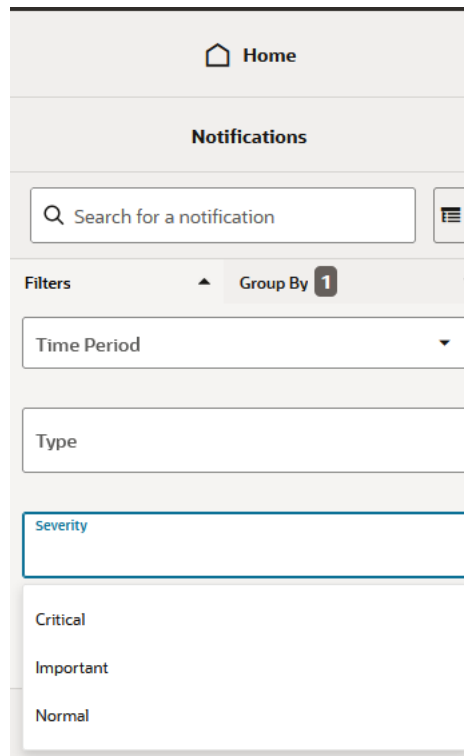 Home
Notifications
Search for a notification
Filters
Group By 1
Time Period
Type
Severity
Critical
Important
Normal